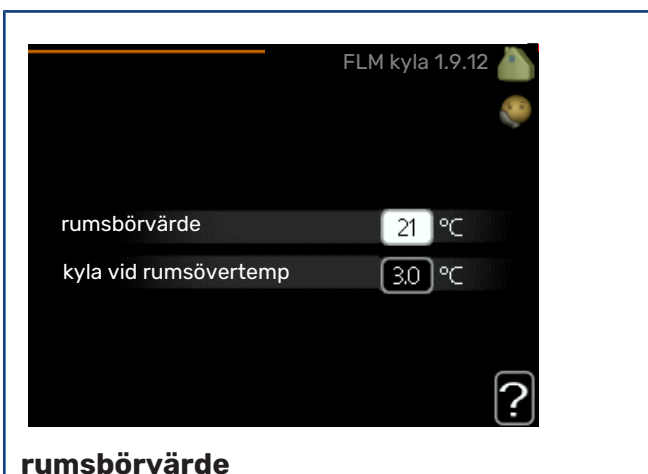 FLM kyla 1.9.12
rumsbörvärde 21 °C
kyla vid rumsövertemp 3.0 °C
?
rumsbörvärde